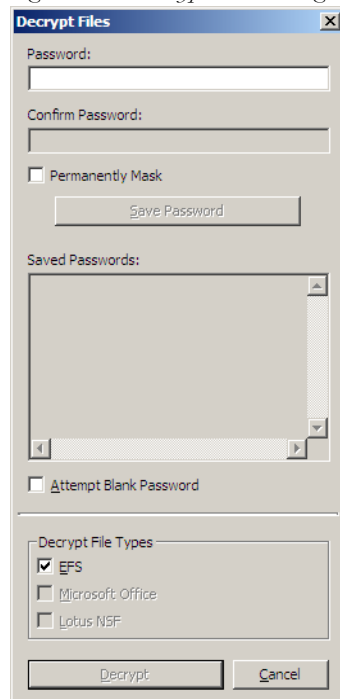 Decrypt Files
Password:
Confirm Password:
Permanently Mask
Save Password
Saved Passwords:
Attempt Blank Password
Decrypt File Types
EFS
Microsoft Office
Lotus NSF
Decrypt Cancel